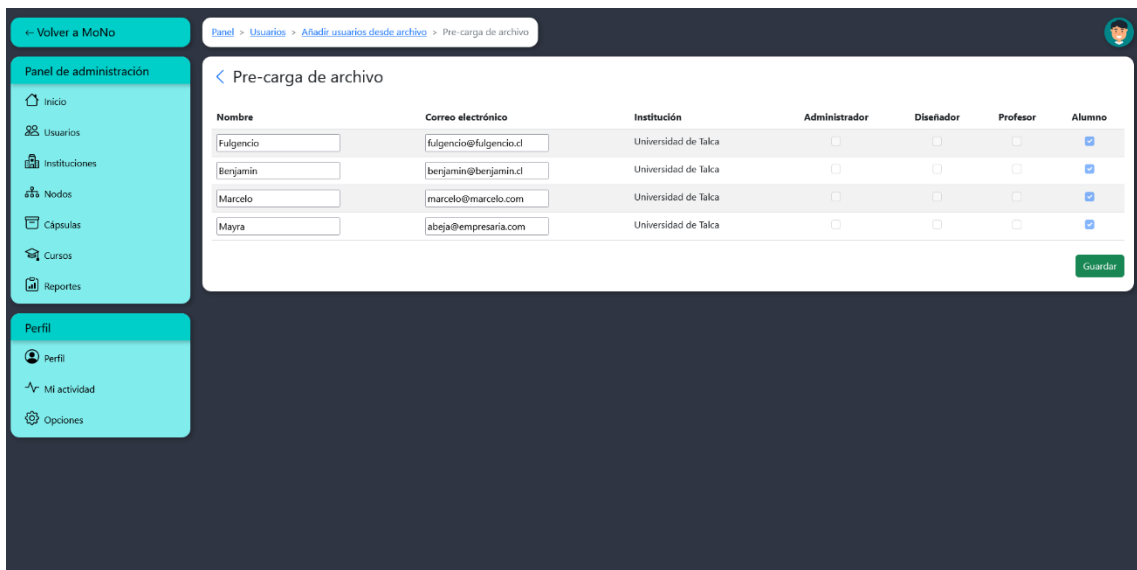 ← Volver a MoNo
Panel > Usuarios > Añadir usuarios desde archivo > Pre-carga de archivo
Panel de administración
Inicio
Usuarios
Instituciones
Nodos
Cápsulas
Cursos
Reportes
Perfil
Perfil
Mi actividad
Opciones
< Pre-carga de archivo
Nombre Correo electrónico Institución Administrador Diseñador Profesor Alumno
Fulgencio fulgencio@fulgencio.cl Universidad de Talca
Benjamin benjamin@benjamin.cl Universidad de Talca
Marcelo marcelo@marcelo.com Universidad de Talca
Mayra abeja@empresaria.com Universidad de Talca
Guardar